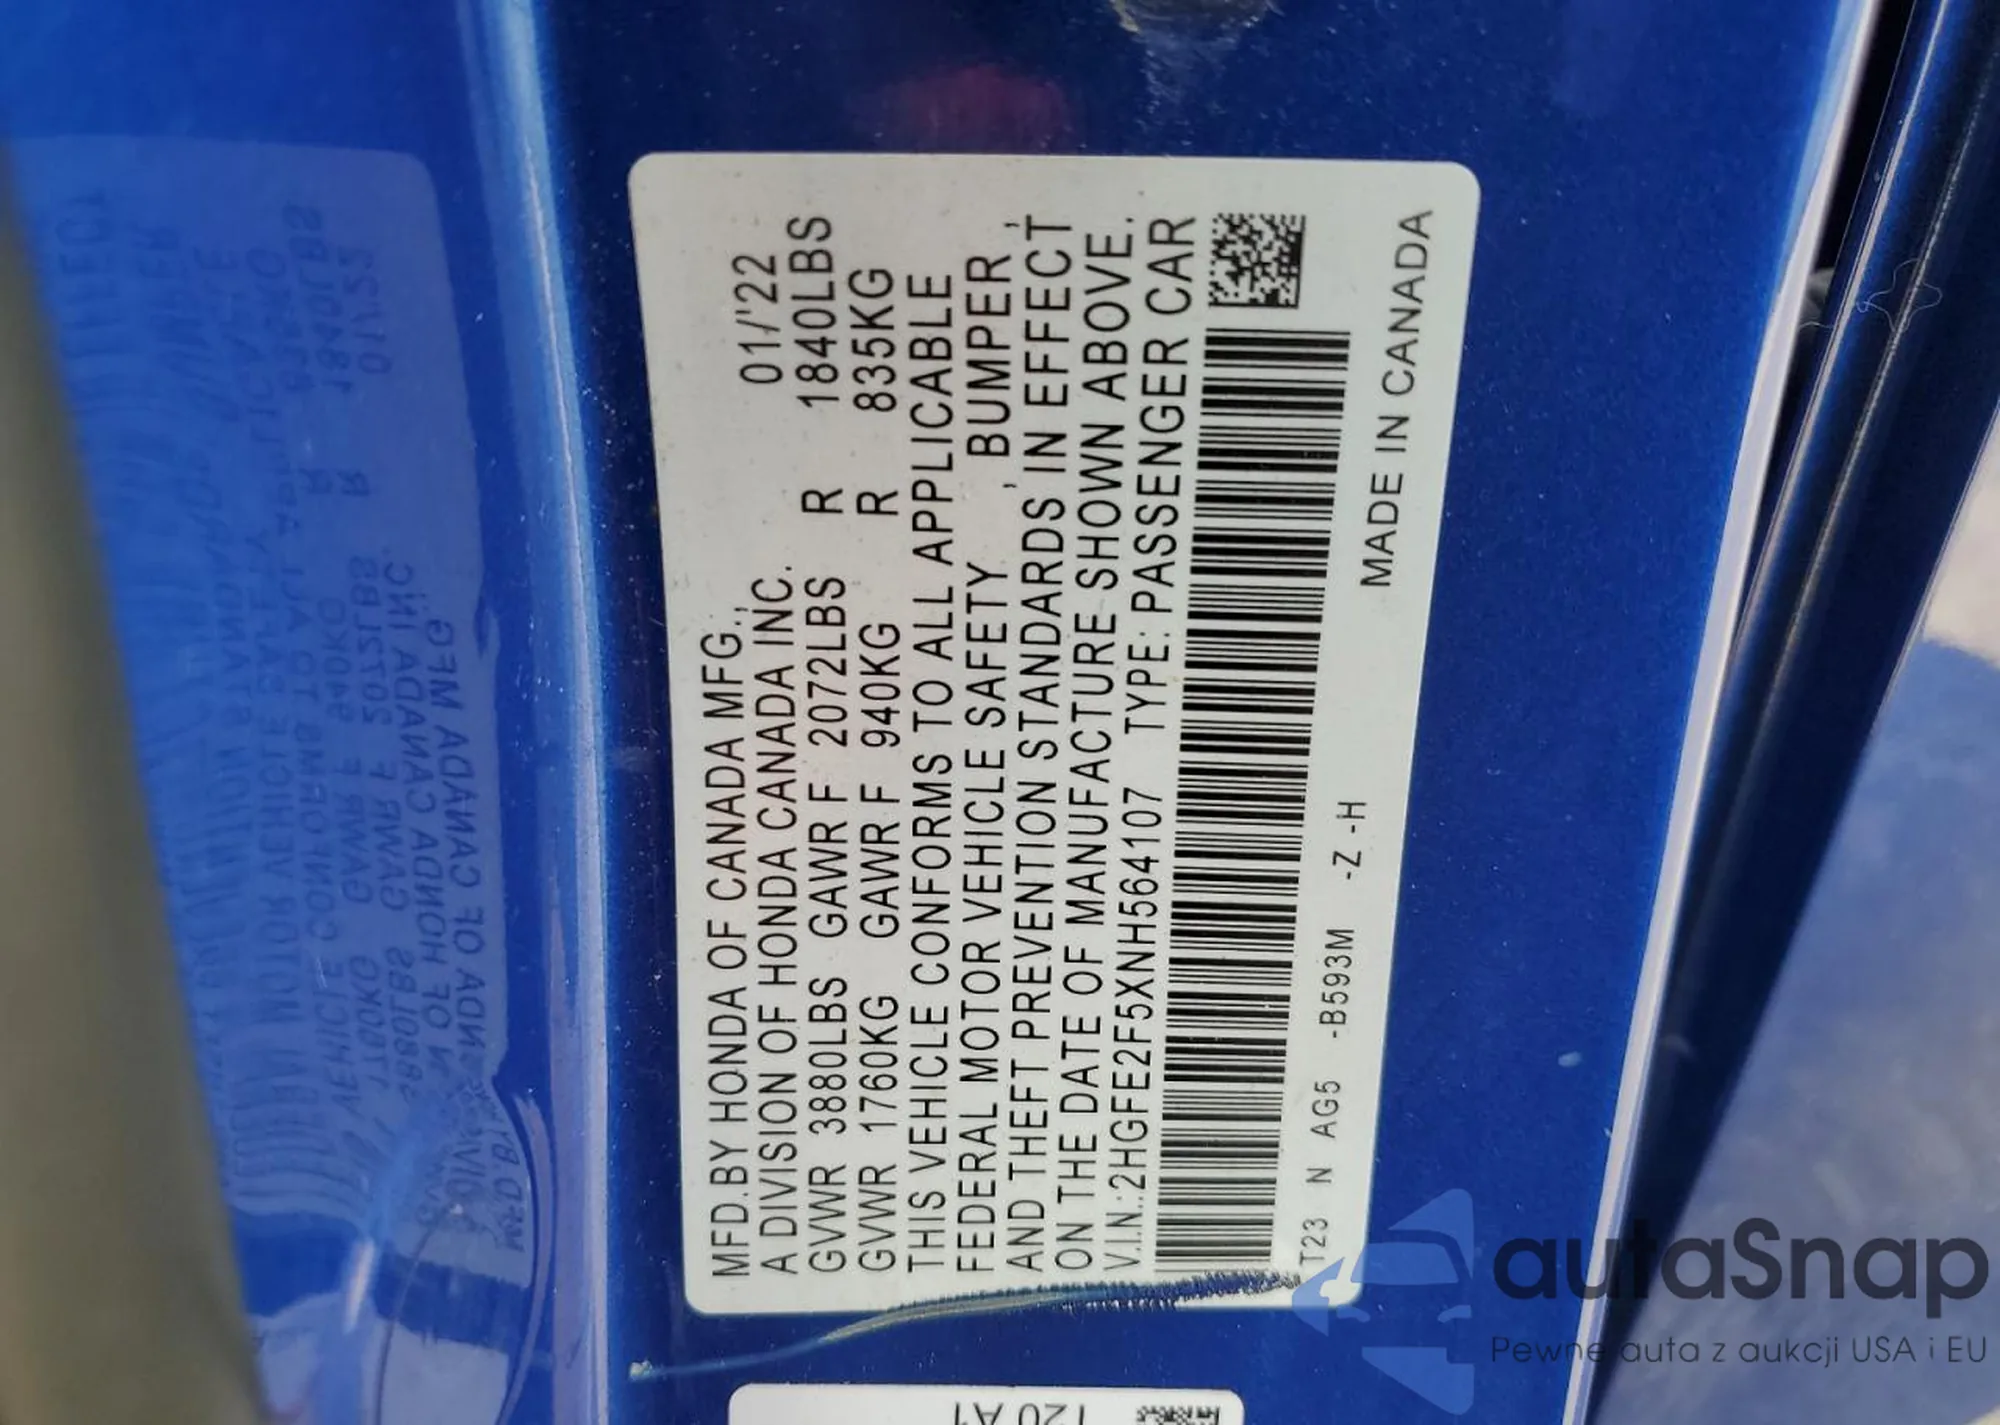 MFD.BY HONDA OF CANADA MFG.,
A DIVISION OF HONDA CANADA INC. 01/'22
GVWR 3880LBS GAWR F 2072LBS R 1840LBS
GVWR 1760KG GAWR F 940KG R 835KG
THIS VEHICLE CONFORMS TO ALL APPLICABLE
FEDERAL MOTOR VEHICLE SAFETY , BUMPER ,
AND THEFT PREVENTION STANDARDS IN EFFECT
ON THE DATE OF MANUFACTURE SHOWN ABOVE.
V.I.N.:2HGFE2F5XNH564107 TYPE: PASSENGER CAR
T23 N AG5 -B593M -Z -H
MADE IN CANADA
T20 A1
autaSnap
Pewne auta z aukcji USA i EU